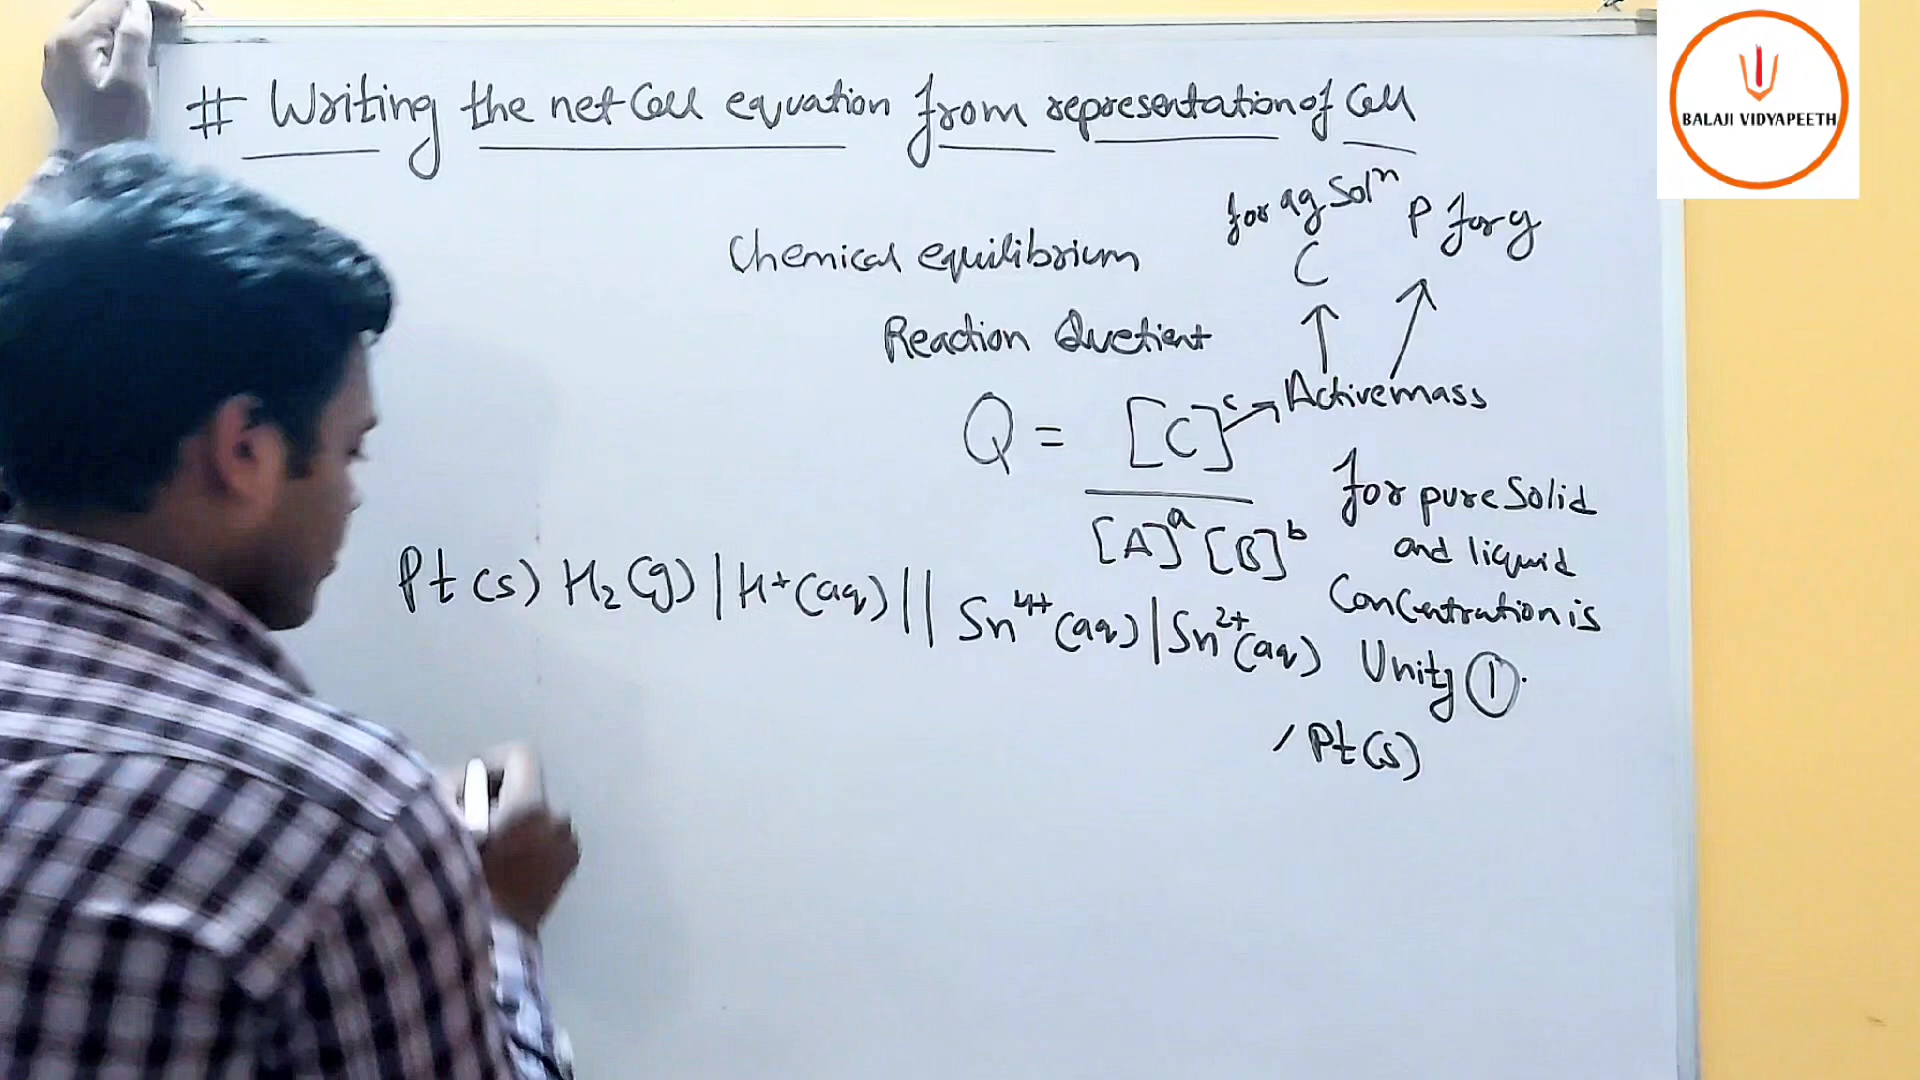 # Writing the net Cell equation from representation of Cell
for aq Solⁿ P for g
Chemical equilibrium C
Reaction Quetient
Q = [C]ᶜ → Activemass
[A]ᵃ [B]ᵇ
for pure Solid
and liquid
Concentration is
Unity ①.
Pt (s) H₂ (g) | H⁺ (aq) || Sn⁴⁺ (aq) | Sn²⁺ (aq)
/ Pt (s)
BALAJI VIDYAPEETH